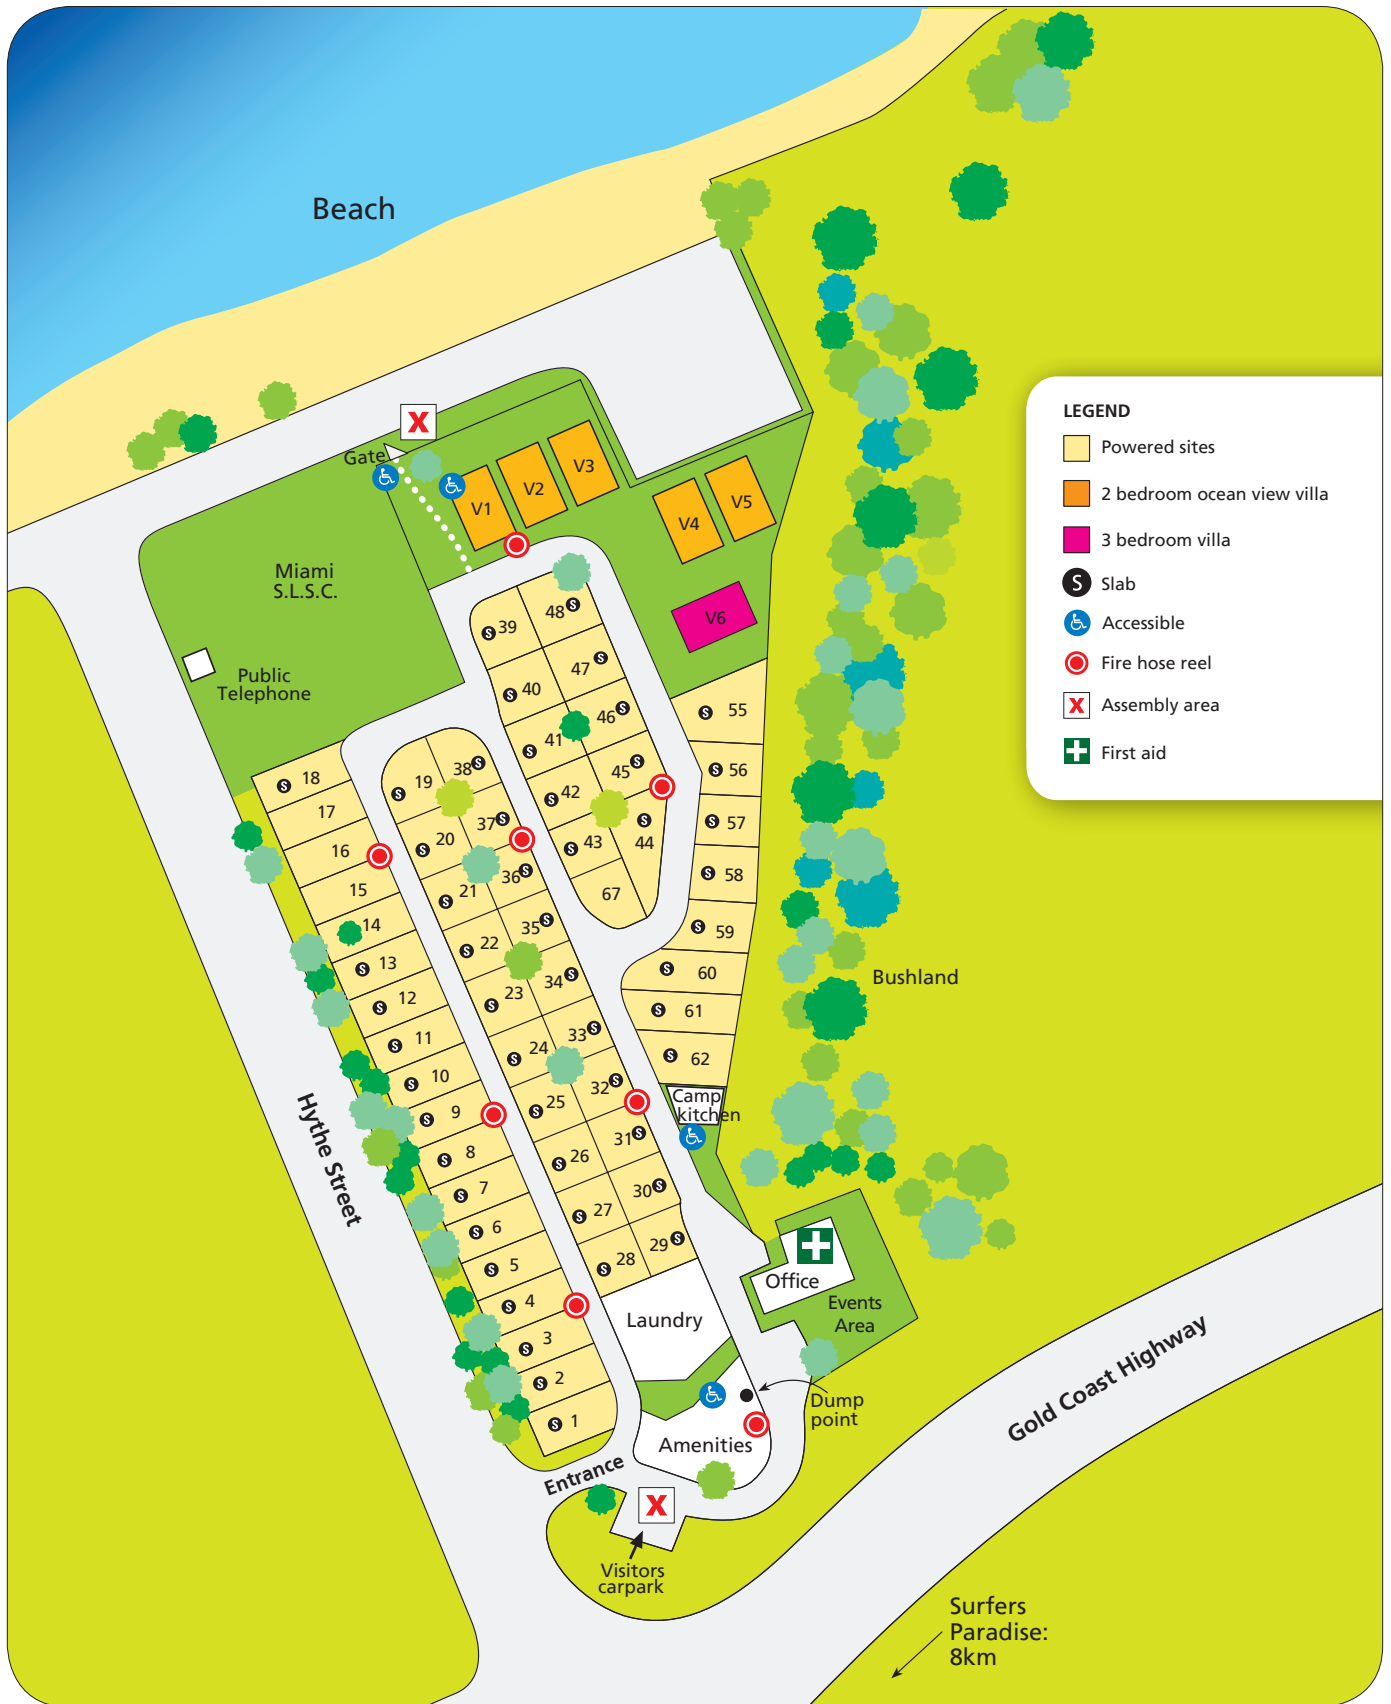 Beach
Gate
X
V1
V2
V3
V4
V5
V6
Miami
S.L.S.C.
Public
Telephone
LEGEND
Powered sites
2 bedroom ocean view villa
3 bedroom villa
S Slab
Accessible
Fire hose reel
X Assembly area
First aid
S 39
48 S
S 40
47 S
S 41
46 S
S 42
45 S
S 43
S
44
67
S 55
S 56
S 57
S 58
S 59
S 60
S 61
S 62
S 18
17
16
15
14
S 13
S 12
S 11
S 10
S 9
S 8
S 7
S 6
S 5
S 4
S 3
S 2
S 1
S 19
38 S
S 20
37 S
S 21
36 S
S 22
35 S
S 23
34 S
S 24
33 S
S 25
32 S
S 26
31 S
S 27
30 S
S 28
29 S
Camp
kitchen
Bushland
Hythe Street
Office
Events
Area
Laundry
Amenities
Dump
point
Entrance
X
Visitors
carpark
Gold Coast Highway
Surfers
Paradise:
8km